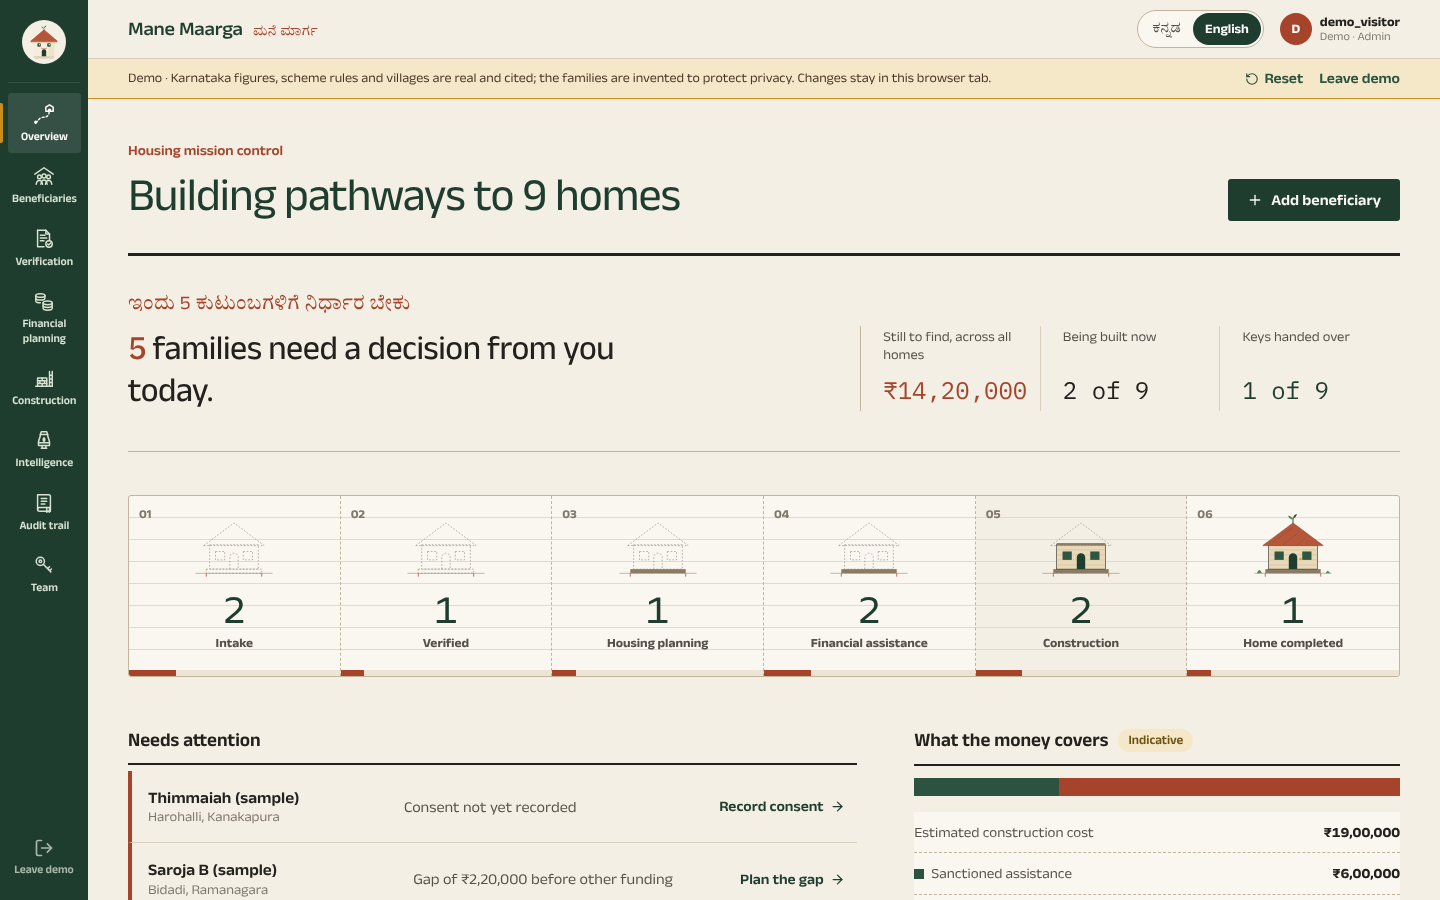 Mane Maarga ಮನೆ ಮಾರ್ಗ
ಕನ್ನಡ English
D demo_visitor
Demo · Admin
Demo · Karnataka figures, scheme rules and villages are real and cited; the families are invented to protect privacy. Changes stay in this browser tab.
Reset Leave demo
Overview
Beneficiaries
Verification
Financial
planning
Construction
Intelligence
Audit trail
Team
Leave demo
Housing mission control
Building pathways to 9 homes
+ Add beneficiary
ಇಂದು 5 ಕುಟುಂಬಗಳಿಗೆ ನಿರ್ಧಾರ ಬೇಕು
5 families need a decision from you
today.
Still to find, across all
homes
₹14,20,000
Being built now
2 of 9
Keys handed over
1 of 9
01
2
Intake
02
1
Verified
03
1
Housing planning
04
2
Financial assistance
05
2
Construction
06
1
Home completed
Needs attention
Thimmaiah (sample)
Harohalli, Kanakapura
Consent not yet recorded
Record consent →
Saroja B (sample)
Bidadi, Ramanagara
Gap of ₹2,20,000 before other funding
Plan the gap →
What the money covers Indicative
Estimated construction cost ₹19,00,000
Sanctioned assistance ₹6,00,000